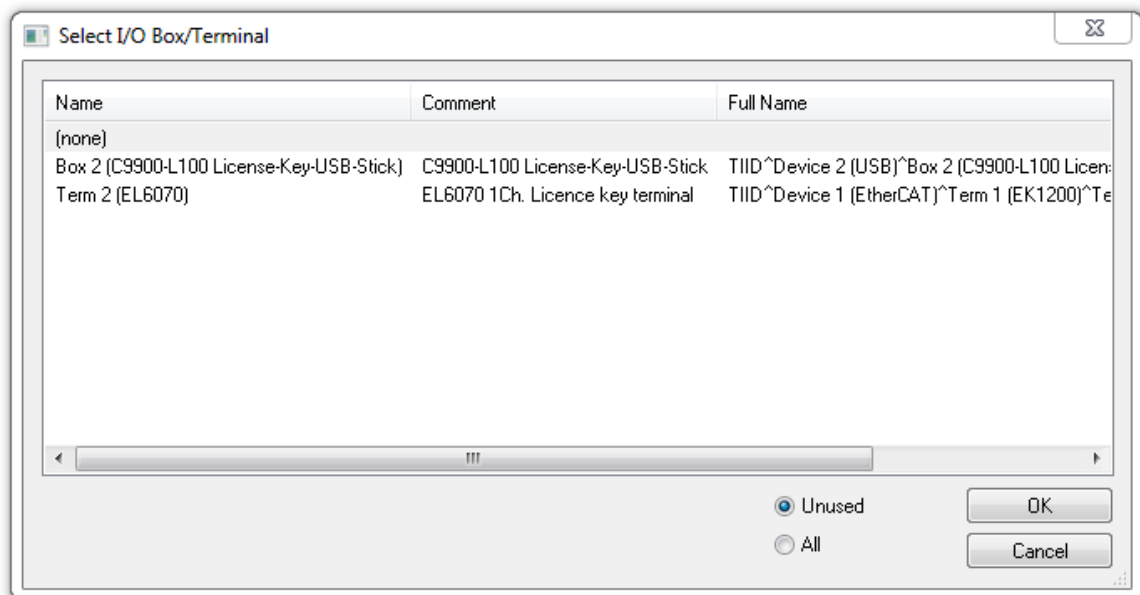 Select I/O Box/Terminal
Name Comment Full Name
(none)
Box 2 (C9900-L100 License-Key-USB-Stick) C9900-L100 License-Key-USB-Stick TIID^Device 2 (USB)^Box 2 (C9900-L100 Licen
Term 2 (EL6070) EL6070 1Ch. Licence key terminal TIID^Device 1 (EtherCAT)^Term 1 (EK1200)^Te
Unused OK
All Cancel